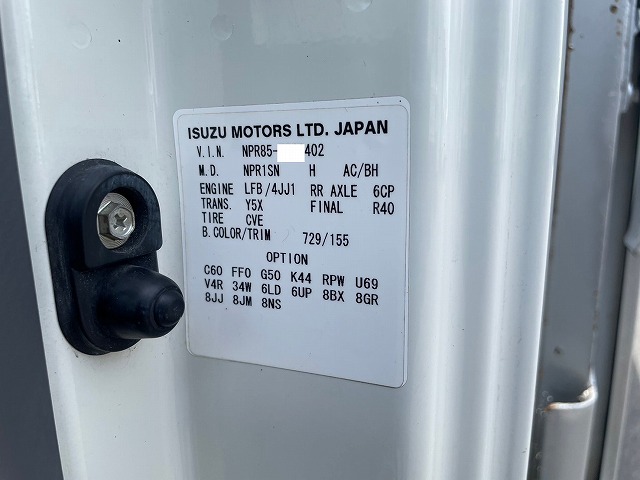 ISUZU MOTORS LTD. JAPAN
V.I.N. NPR85- 402
M.D. NPR1SN H AC/BH
ENGINE LFB/4JJ1 RR AXLE 6CP
TRANS. Y5X FINAL R40
TIRE CVE
B.COLOR/TRIM 729/155
OPTION
C60 FF0 G50 K44 RPW U69
V4R 34W 6LD 6UP 8BX 8GR
8JJ 8JM 8NS